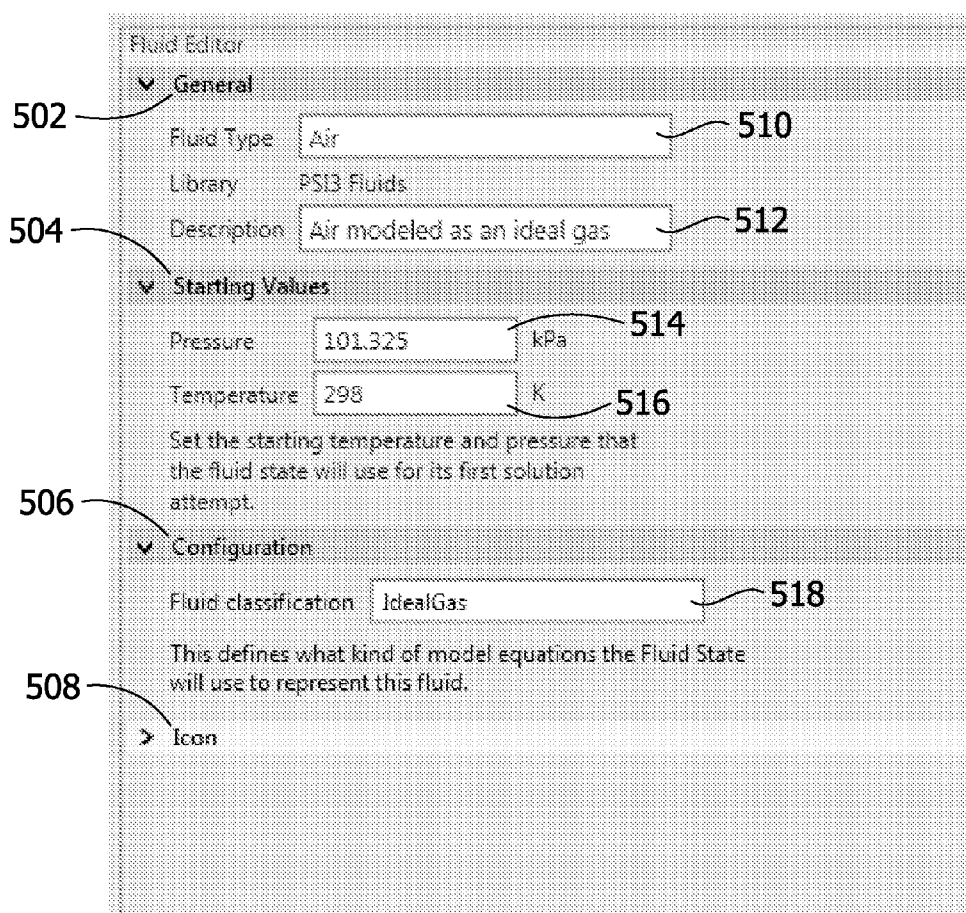 Fluid Editor
General
502
Fluid Type Air 510
Library PSI3 Fluids
Description Air modeled as an ideal gas 512
504
Starting Values
Pressure 101.325 kPa 514
Temperature 298 K 516
Set the starting temperature and pressure that
the fluid state will use for its first solution
attempt.
506
Configuration
Fluid classification IdealGas 518
This defines what kind of model equations the Fluid State
will use to represent this fluid.
508
Icon